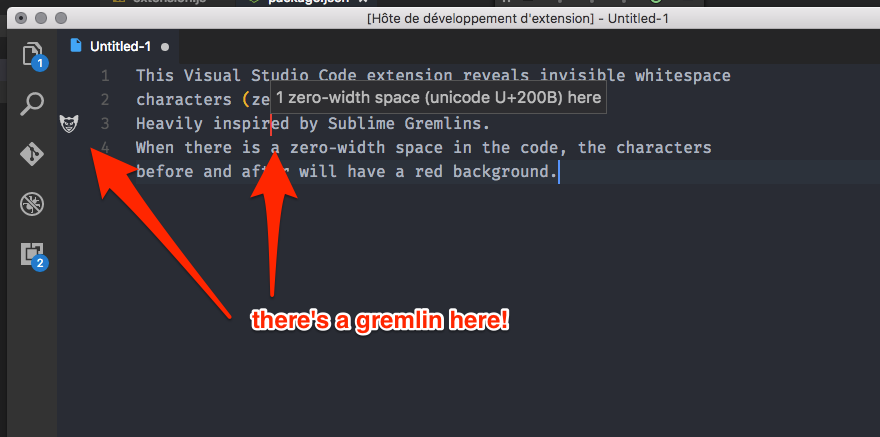 package.json
[Hôte de développement d'extension] - Untitled-1
Untitled-1
1 This Visual Studio Code extension reveals invisible whitespace
2 characters (ze
1 zero-width space (unicode U+200B) here
3 Heavily inspired by Sublime Gremlins.
4 When there is a zero-width space in the code, the characters
before and after will have a red background.
1
2
there's a gremlin here!